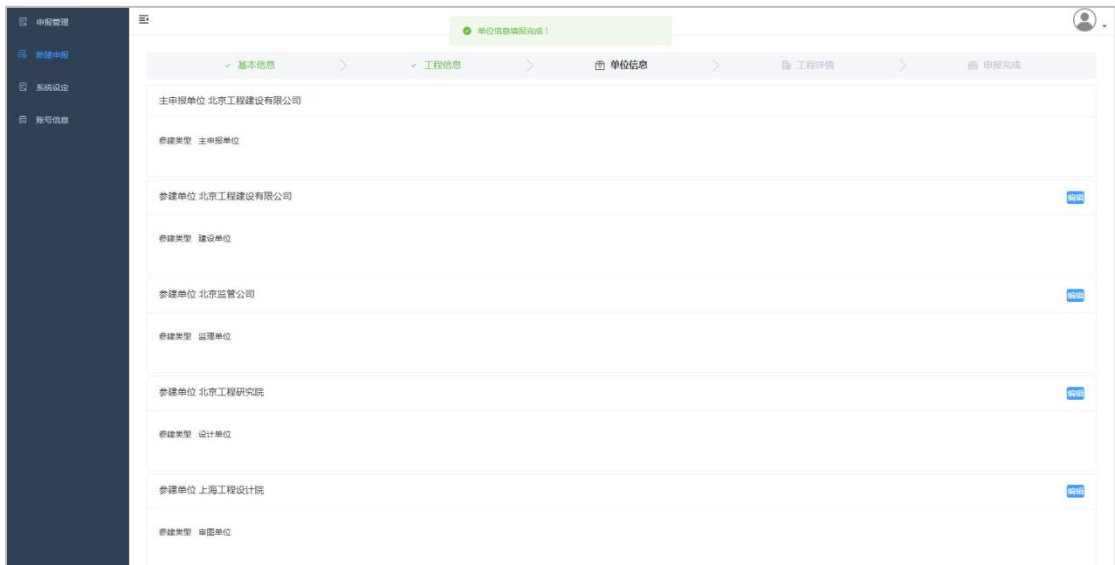 申报管理
新建申报
系统设定
账号信息
单位信息填报完成！
基本信息
工程信息
单位信息
工程详情
申报完成
主申报单位 北京工程建设有限公司
参建类型 主申报单位
参建单位 北京工程建设有限公司
编辑
参建类型 建设单位
参建单位 北京监管公司
编辑
参建类型 监理单位
参建单位 北京工程研究院
编辑
参建类型 设计单位
参建单位 上海工程设计院
编辑
参建类型 审图单位